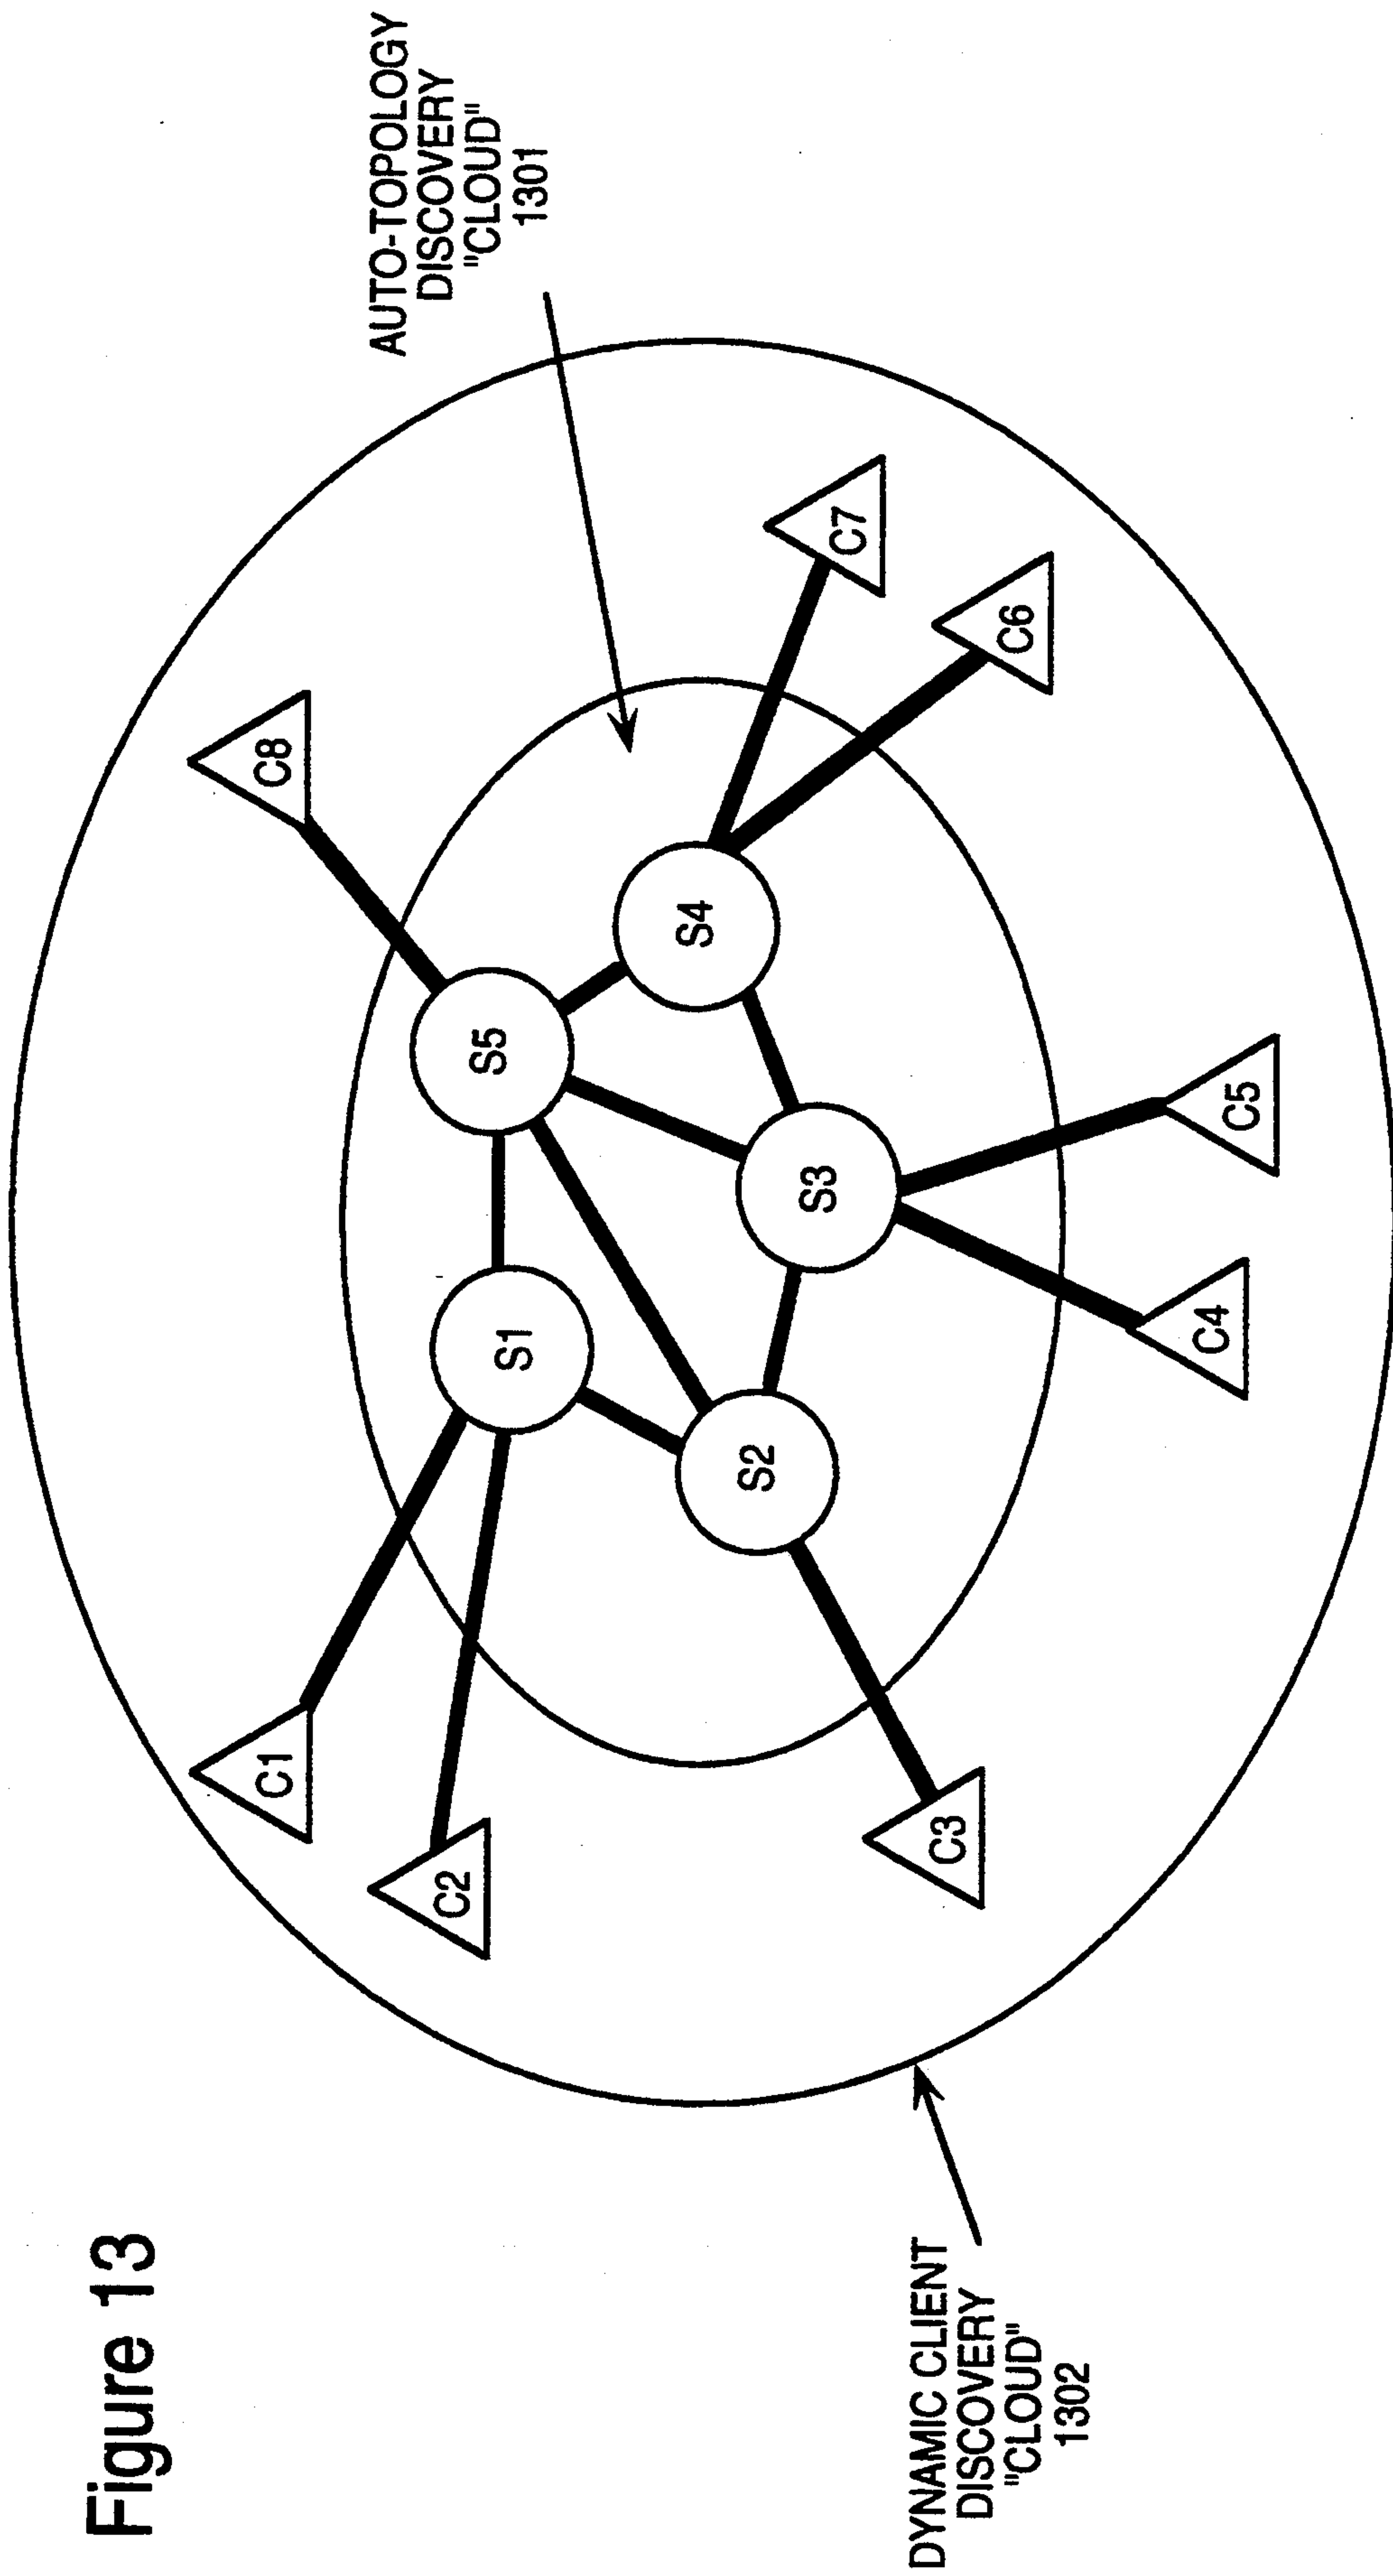 Figure 13
AUTO-TOPOLOGY
DISCOVERY
"CLOUD"
1301
C1
C8
C2
S1
S5
C7
S4
S2
S3
C6
C3
C4
C5
DYNAMIC CLIENT
DISCOVERY
"CLOUD"
1302